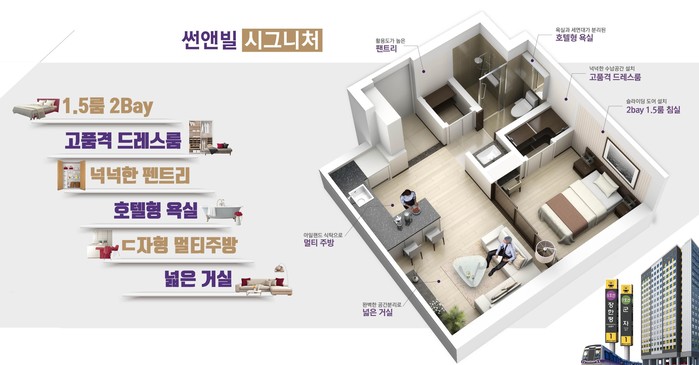 썬앤빌 시그니처
1.5룸 2Bay
고품격 드레스룸
넉넉한 펜트리
호텔형 욕실
ㄷ자형 멀티주방
넓은 거실
활용도가 높은
팬트리
욕실과 세면대가 분리된
호텔형 욕실
넉넉한 수납공간 설치
고품격 드레스룸
슬라이딩 도어 설치
2bay 1.5룸 침실
아일랜드 식탁으로
멀티 주방
완벽한 공간분리로
넓은 거실
장한평
군자